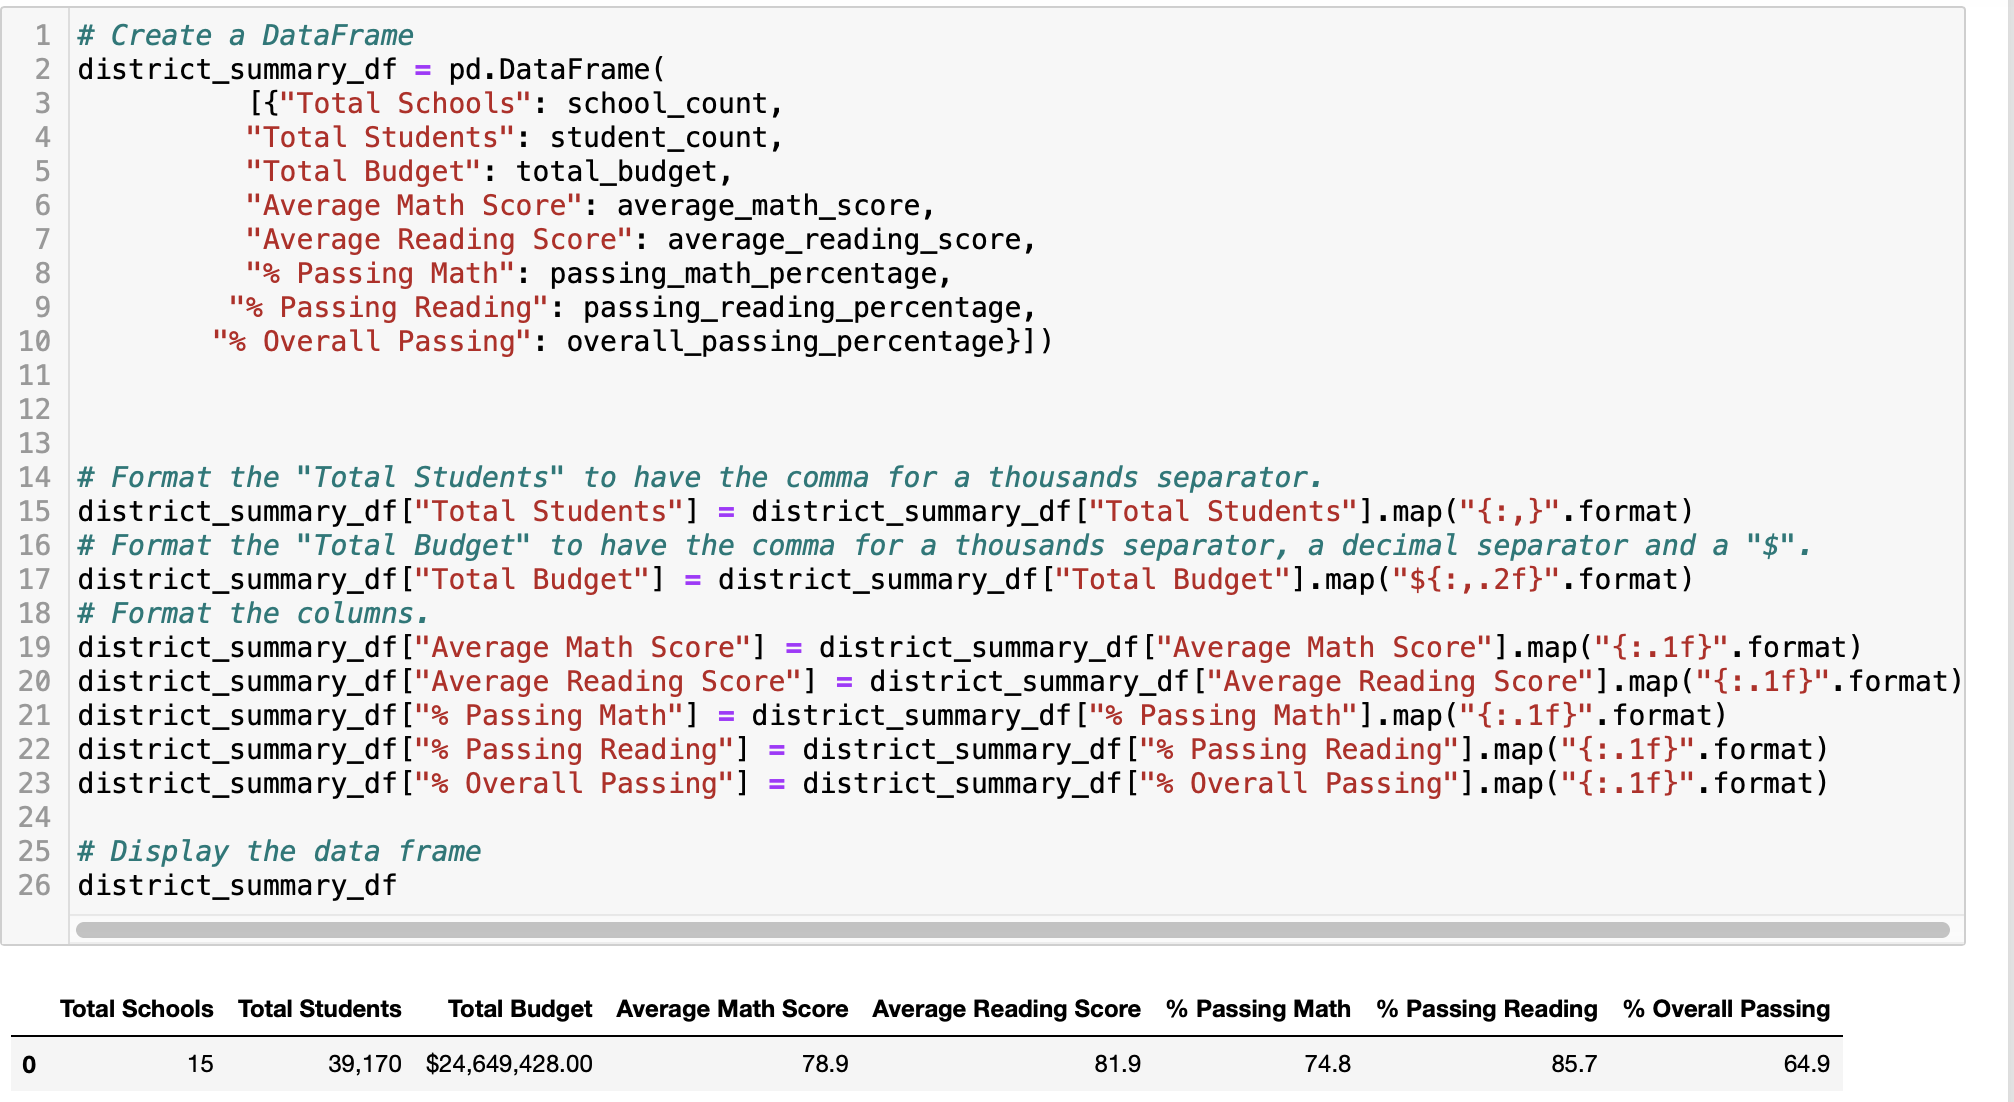 1 # Create a DataFrame
2 district_summary_df = pd.DataFrame(
3 [{"Total Schools": school_count,
4 "Total Students": student_count,
5 "Total Budget": total_budget,
6 "Average Math Score": average_math_score,
7 "Average Reading Score": average_reading_score,
8 "% Passing Math": passing_math_percentage,
9 "% Passing Reading": passing_reading_percentage,
10 "% Overall Passing": overall_passing_percentage}])
11
12
13
14 # Format the "Total Students" to have the comma for a thousands separator.
15 district_summary_df["Total Students"] = district_summary_df["Total Students"].map("{:,}".format)
16 # Format the "Total Budget" to have the comma for a thousands separator, a decimal separator and a "$".
17 district_summary_df["Total Budget"] = district_summary_df["Total Budget"].map("${:,.2f}".format)
18 # Format the columns.
19 district_summary_df["Average Math Score"] = district_summary_df["Average Math Score"].map("{:.1f}".format)
20 district_summary_df["Average Reading Score"] = district_summary_df["Average Reading Score"].map("{:.1f}".format)
21 district_summary_df["% Passing Math"] = district_summary_df["% Passing Math"].map("{:.1f}".format)
22 district_summary_df["% Passing Reading"] = district_summary_df["% Passing Reading"].map("{:.1f}".format)
23 district_summary_df["% Overall Passing"] = district_summary_df["% Overall Passing"].map("{:.1f}".format)
24
25 # Display the data frame
26 district_summary_df
Total Schools Total Students Total Budget Average Math Score Average Reading Score % Passing Math % Passing Reading % Overall Passing
0 15 39,170 $24,649,428.00 78.9 81.9 74.8 85.7 64.9